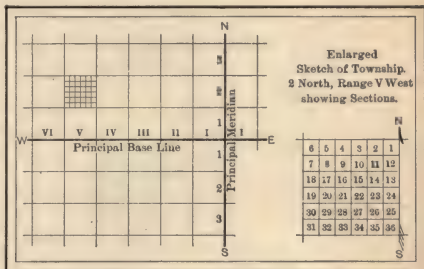 N
3
2
1
VI V IV III II I I
W
E
Principal Base Line
Principal Meridian
1
2
3
S
Enlarged
Sketch of Township.
2 North, Range V West
showing Sections.
N
6 5 4 3 2 1
7 8 9 10 11 12
18 17 16 15 14 13
19 20 21 22 23 24
30 29 28 27 26 25
31 32 33 34 35 36
S